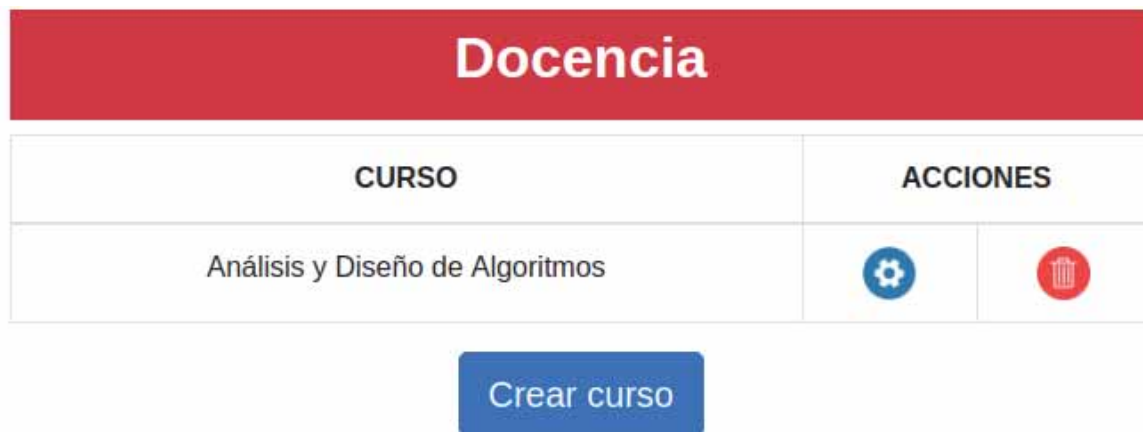 Docencia
CURSO ACCIONES
Análisis y Diseño de Algoritmos
Crear curso